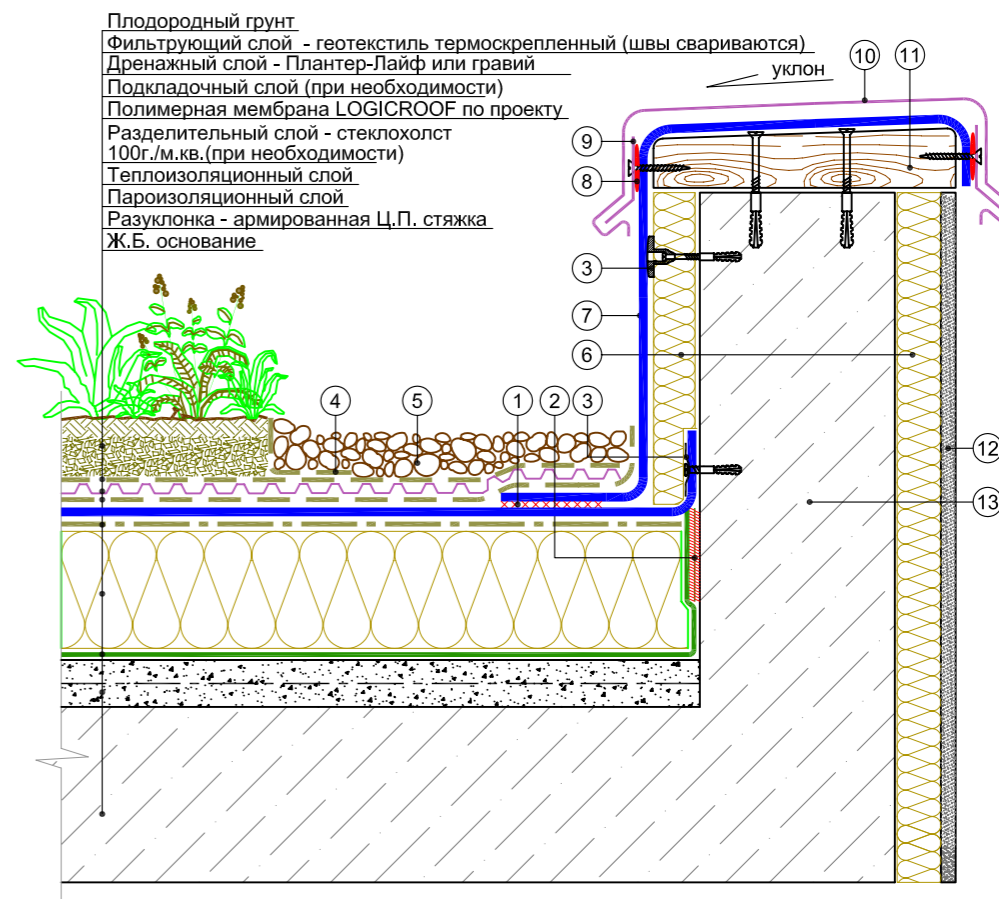 Плодородный грунт
Фильтрующий слой - геотекстиль термоскрепленный (швы свариваются)
Дренажный слой - Плантер-Лайф или гравий
Подкладочный слой (при необходимости)
Полимерная мембрана LOGICROOF по проекту
Разделительный слой - стеклохолст
100г./м.кв.(при необходимости)
Теплоизоляционный слой
Пароизоляционный слой
Разуклонка - армированная Ц.П. стяжка
Ж.Б. основание
уклон
10
11
9
8
3
7
6
4
5
1
2
3
12
13